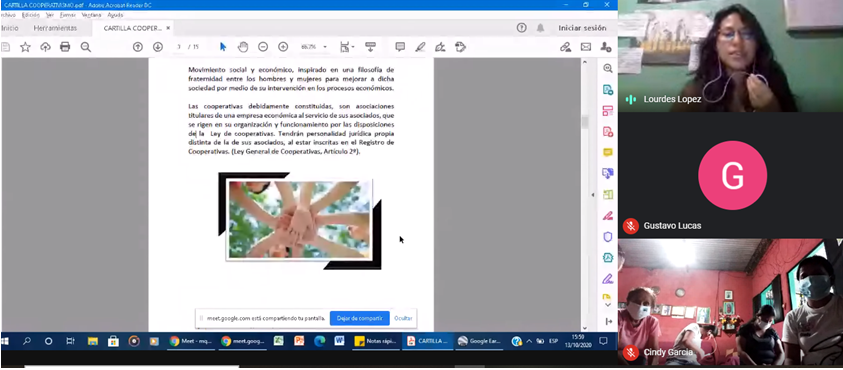 CARTILLA COOPERATIVISMO.pdf - Adobe Acrobat Reader DC
Archivo Edición Ver Firmar Ventana Ayuda
Inicio Herramientas CARTILLA COOPER... × Iniciar sesión
3 / 15 66,7%
Movimiento social y económico, inspirado en una filosofía de
fraternidad entre los hombres y mujeres para mejorar a dicha
sociedad por medio de su intervención en los procesos económicos.
Las cooperativas debidamente constituidas, son asociaciones
titulares de una empresa económica al servicio de sus asociados, que
se rigen en su organización y funcionamiento por las disposiciones
de la Ley de cooperativas. Tendrán personalidad jurídica propia
distinta de la de sus asociados, al estar inscritas en el Registro de
Cooperativas. (Ley General de Cooperativas, Artículo 2º).
meet.google.com está compartiendo tu pantalla. Dejar de compartir Ocultar
Meet - mq... meet.goog... Notas rápi... CARTILLA ... Google Ear... ESP 15:59
13/10/2020
Lourdes Lopez
G
Gustavo Lucas
Cindy Garcia